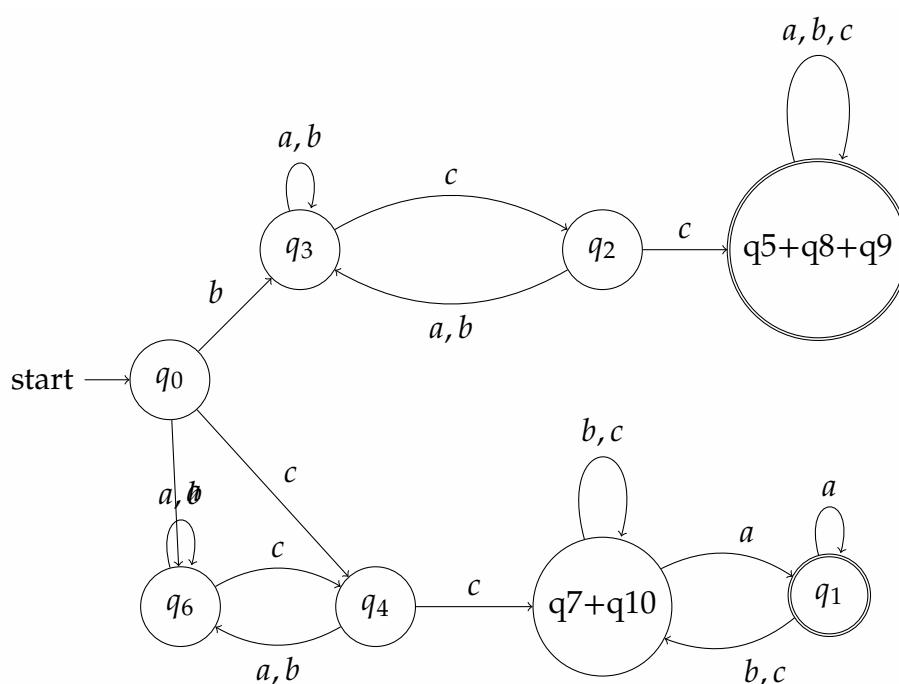 a, b, c
a, b
c
q3
q2
c
q5+q8+q9
b
a, b
start
q0
b, c
c
a, b
a
a
c
q6
q4
c
q7+q10
a
q1
a, b
b, c